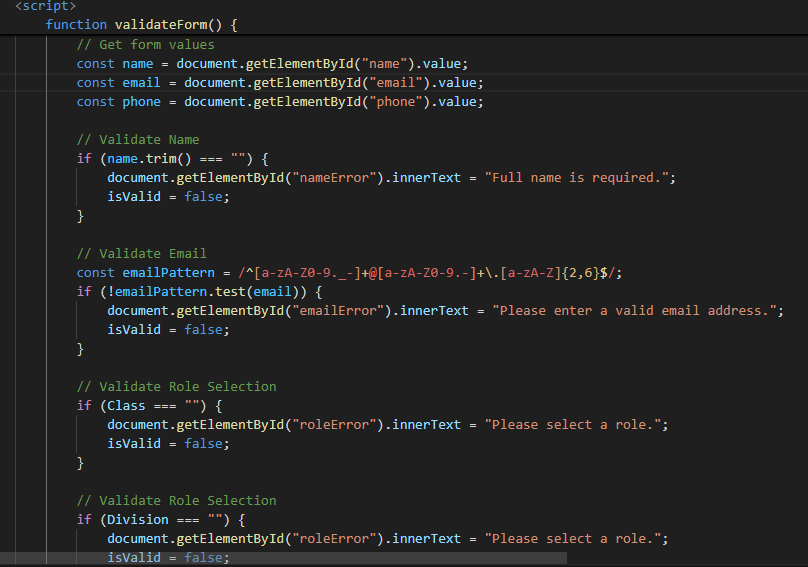 <script>
function validateForm() {
// Get form values
const name = document.getElementById("name").value;
const email = document.getElementById("email").value;
const phone = document.getElementById("phone").value;
// Validate Name
if (name.trim() === "") {
document.getElementById("nameError").innerText = "Full name is required.";
isValid = false;
}
// Validate Email
const emailPattern = /^[a-zA-Z0-9._-]+@[a-zA-Z0-9.-]+\.[a-zA-Z]{2,6}$/;
if (!emailPattern.test(email)) {
document.getElementById("emailError").innerText = "Please enter a valid email address.";
isValid = false;
}
// Validate Role Selection
if (Class === "") {
document.getElementById("roleError").innerText = "Please select a role.";
isValid = false;
}
// Validate Role Selection
if (Division === "") {
document.getElementById("roleError").innerText = "Please select a role.";
isValid = false;